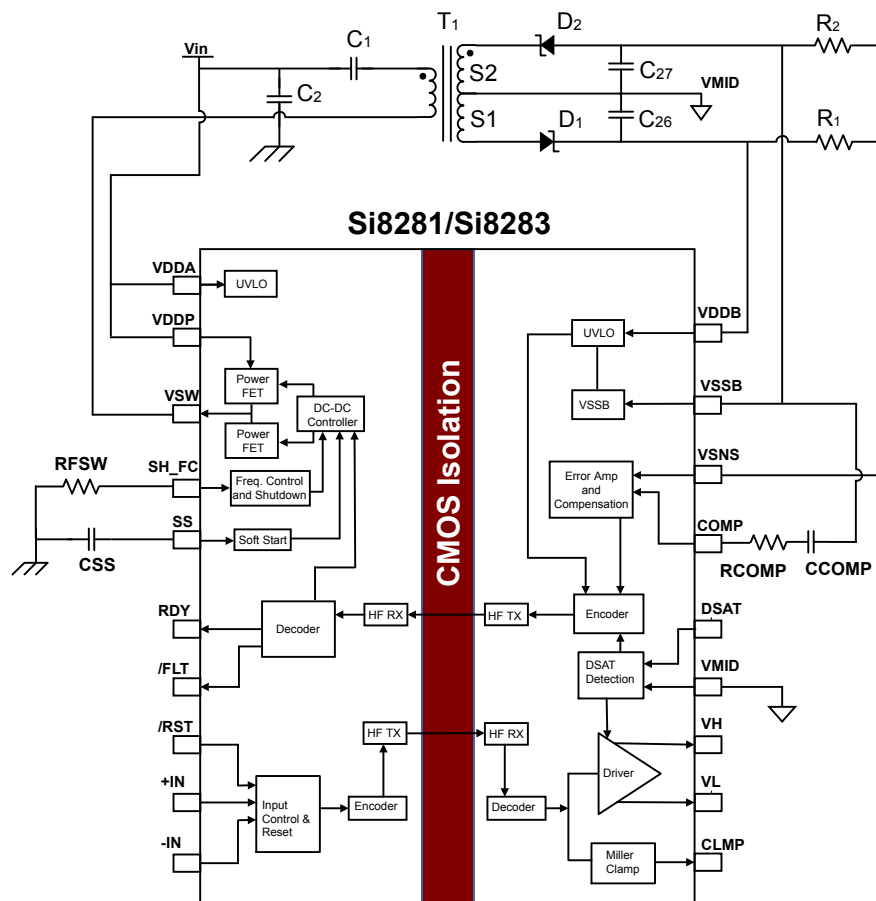 Vin
C1
T1
D2
R2
C2
S2
C27
VMID
S1
D1
C26
R1
Si8281/Si8283
VDDA
UVLO
VDDP
VDDB
UVLO
Power
FET
VSW
DC-DC
Controller
VSSB
VSSB
Power
FET
RFSW
SH_FC
Freq. Control
and Shutdown
VSNS
Error Amp
and
Compensation
SS
Soft Start
CSS
COMP
RCOMP
CCOMP
CMOS Isolation
RDY
Decoder
HF RX
HF TX
Encoder
DSAT
/FLT
DSAT
Detection
VMID
/RST
HF TX
HF RX
VH
Driver
+IN
Input
Control &
Reset
Encoder
Decoder
VL
-IN
Miller
Clamp
CLMP